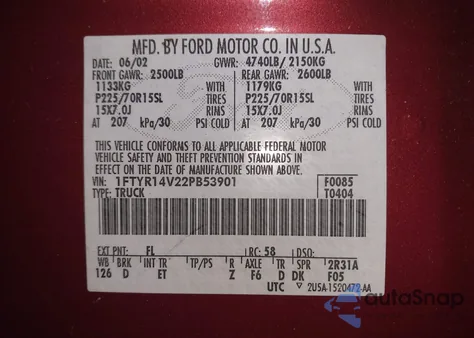 MFD. BY FORD MOTOR CO. IN U.S.A.
DATE: 06/02 GVWR: 4740LB/ 2150KG
FRONT GAWR: 2500LB REAR GAWR: 2600LB
1133KG WITH 1179KG WITH
P225/70R15SL TIRES P225/70R15SL TIRES
15X7.0J RIMS 15X7.0J RIMS
AT 207 kPa/30 PSI COLD AT 207 kPa/30 PSI COLD
THIS VEHICLE CONFORMS TO ALL APPLICABLE FEDERAL MOTOR
VEHICLE SAFETY AND THEFT PREVENTION STANDARDS IN
EFFECT ON THE DATE OF MANUFACTURE SHOWN ABOVE.
VIN: 1FTYR14V22PB53901 F0085
TYPE: TRUCK T0404
EXT PNT: FL RC: 58 DSO:
WB BRK INT TR TP/PS R AXLE TR SPR 2R31A
126 D ET Z F6 D DK F05
UTC ▽ 2U5A-1520472-AA
autoSnap